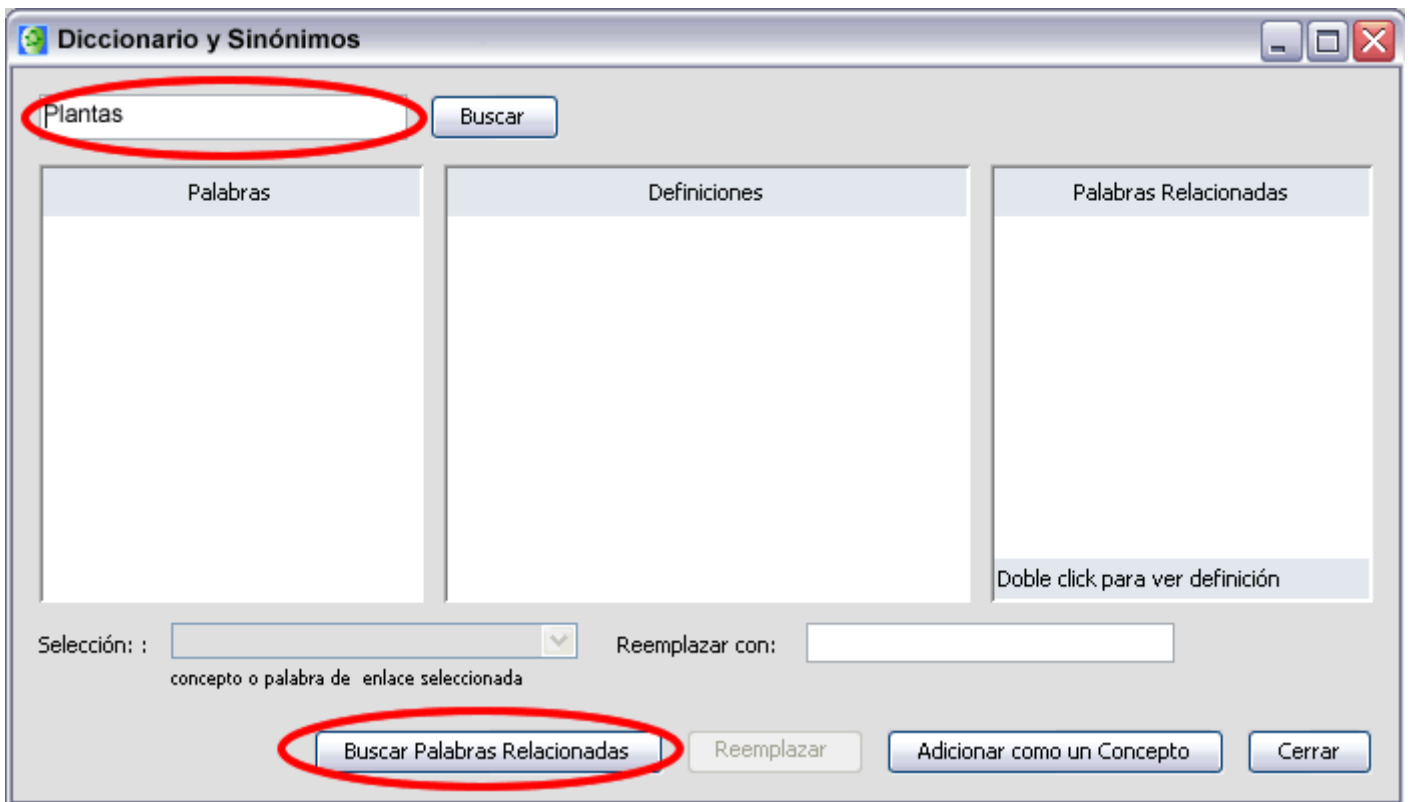 Diccionario y Sinónimos
Plantas
Buscar
Palabras
Definiciones
Palabras Relacionadas
Doble click para ver definición
Selección: :
Reemplazar con:
concepto o palabra de enlace seleccionada
Buscar Palabras Relacionadas
Reemplazar
Adicionar como un Concepto
Cerrar